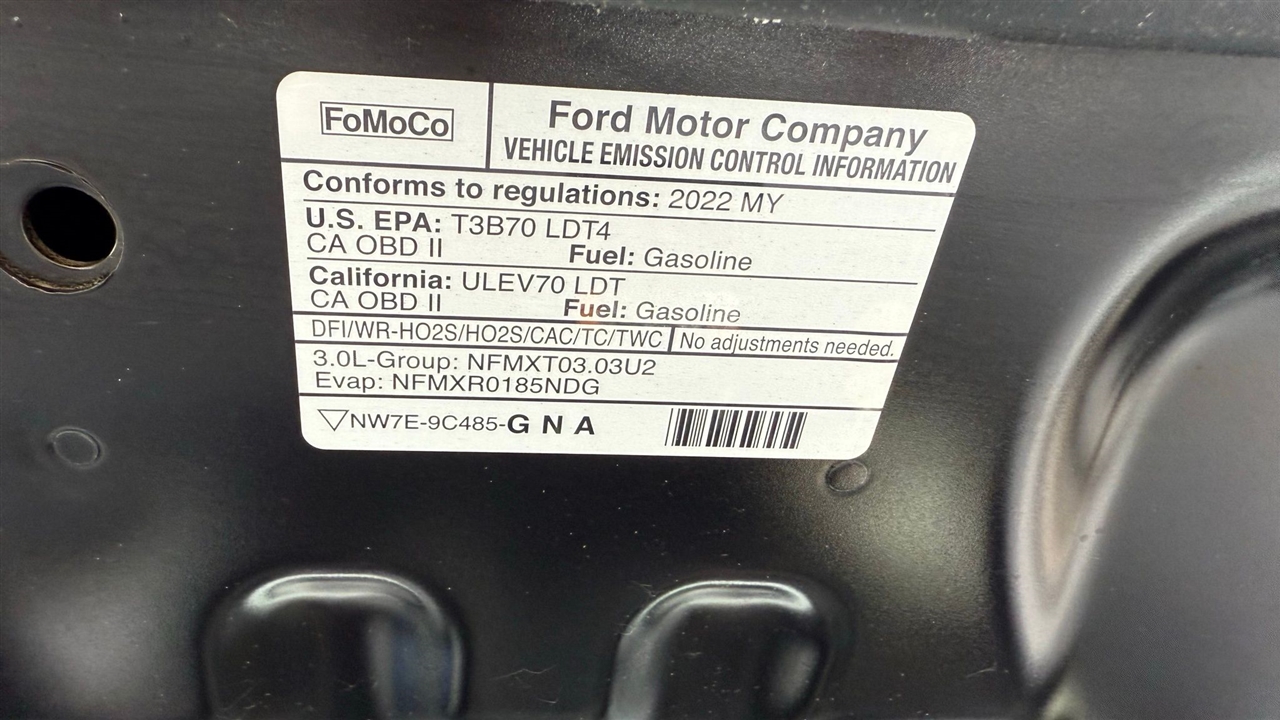 FoMoCo
Ford Motor Company
VEHICLE EMISSION CONTROL INFORMATION
Conforms to regulations: 2022 MY
U.S. EPA: T3B70 LDT4
CA OBD II Fuel: Gasoline
California: ULEV70 LDT
CA OBD II Fuel: Gasoline
DFI/WR-HO2S/HO2S/CAC/TC/TWC No adjustments needed.
3.0L-Group: NFMXT03.03U2
Evap: NFMXR0185NDG
NW7E-9C485-GNA